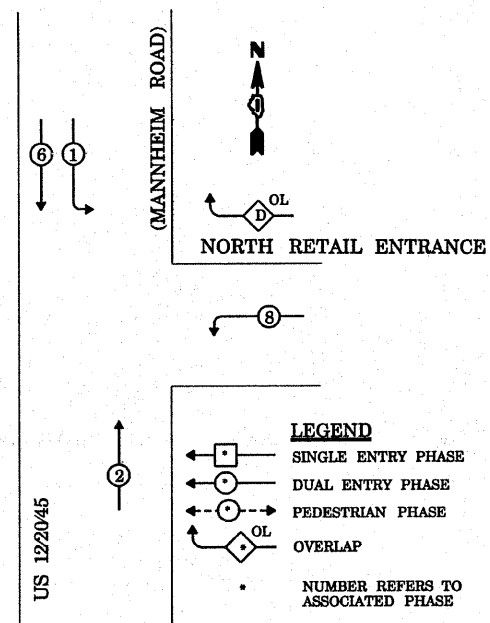 (MANNHEIM ROAD)
N
6
1
D
OL
NORTH RETAIL ENTRANCE
8
2
US 12/20/45
LEGEND
* SINGLE ENTRY PHASE
* DUAL ENTRY PHASE
* PEDESTRIAN PHASE
* OL OVERLAP
* NUMBER REFERS TO
ASSOCIATED PHASE